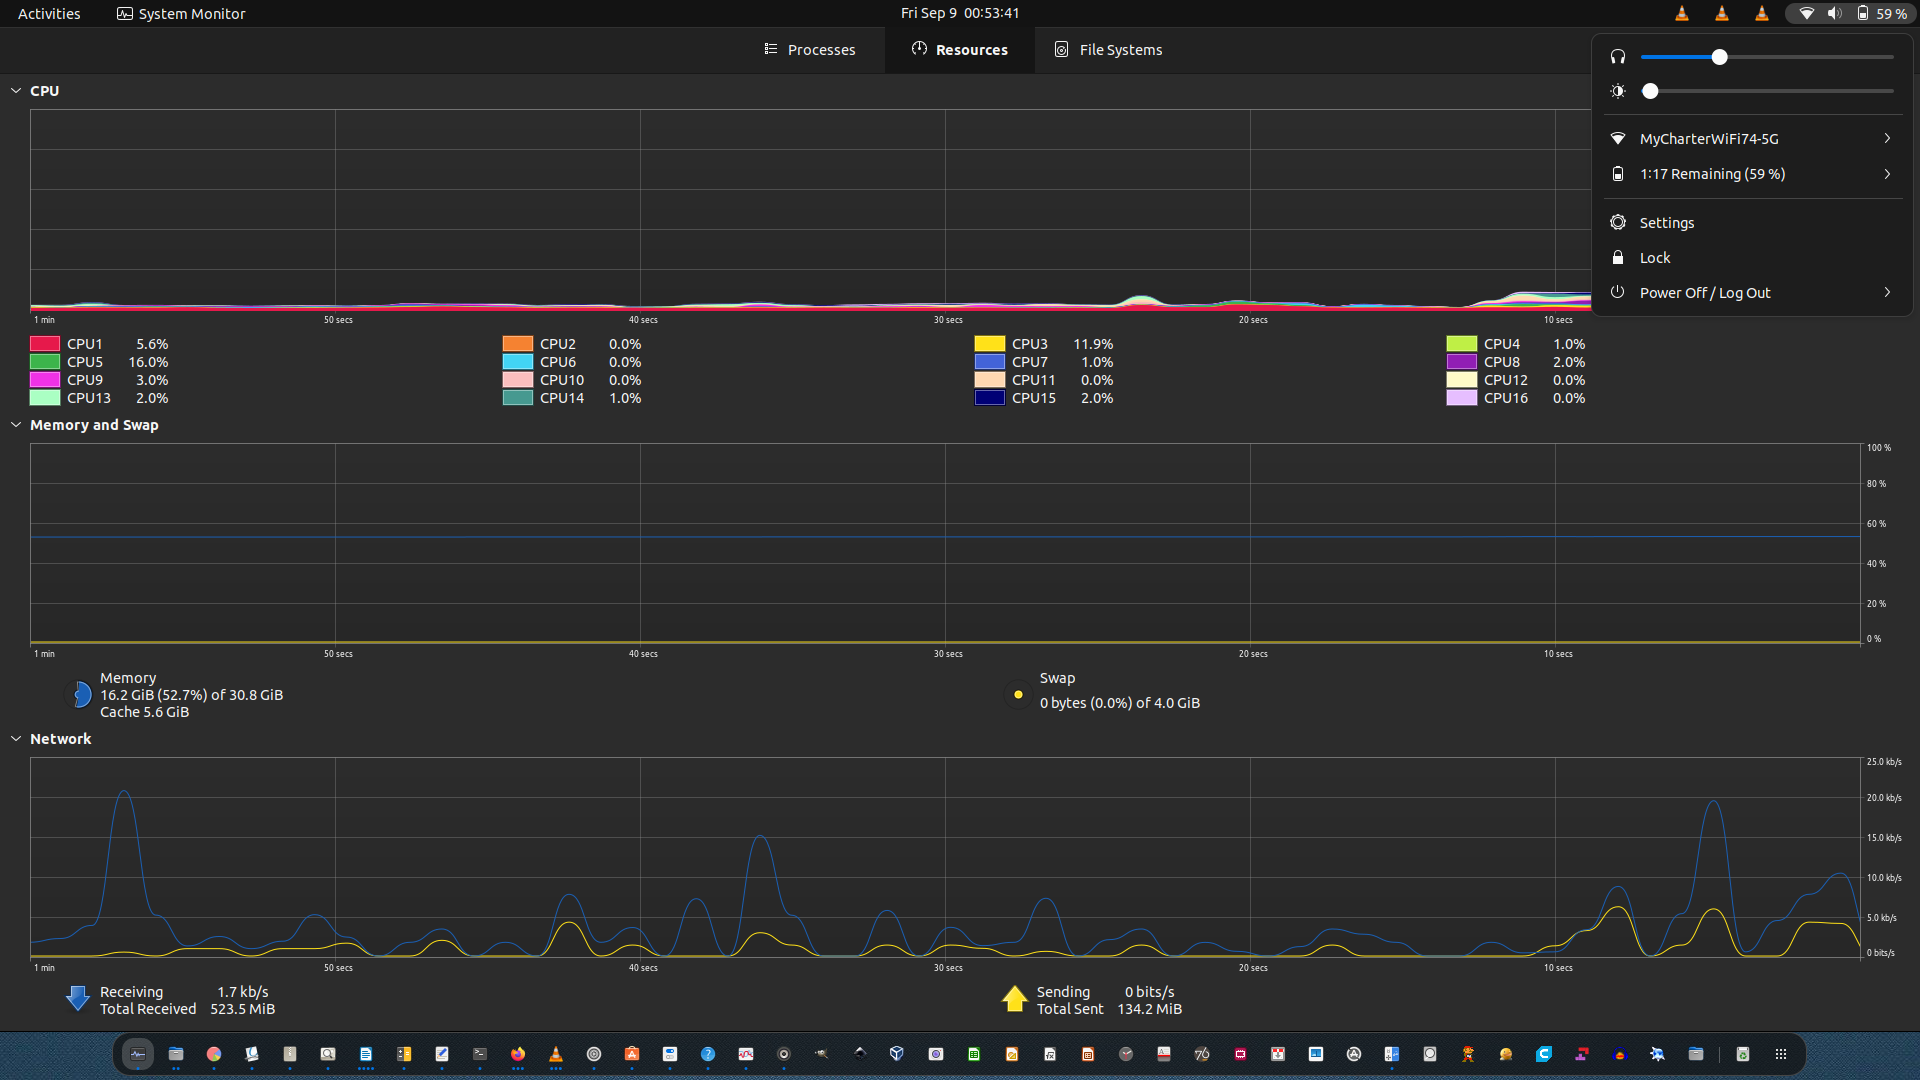 Activities
System Monitor
Fri Sep 9 00:53:41
59 %
Processes
Resources
File Systems
CPU
MyCharterWiFi74-5G
1:17 Remaining (59 %)
Settings
Lock
Power Off / Log Out
1 min
50 secs
40 secs
30 secs
20 secs
10 secs
CPU1 5.6%
CPU2 0.0%
CPU3 11.9%
CPU4 1.0%
CPU5 16.0%
CPU6 0.0%
CPU7 1.0%
CPU8 2.0%
CPU9 3.0%
CPU10 0.0%
CPU11 0.0%
CPU12 0.0%
CPU13 2.0%
CPU14 1.0%
CPU15 2.0%
CPU16 0.0%
Memory and Swap
100 %
80 %
60 %
40 %
20 %
0 %
1 min
50 secs
40 secs
30 secs
20 secs
10 secs
Memory
16.2 GiB (52.7%) of 30.8 GiB
Cache 5.6 GiB
Swap
0 bytes (0.0%) of 4.0 GiB
Network
25.0 kb/s
20.0 kb/s
15.0 kb/s
10.0 kb/s
5.0 kb/s
0 bits/s
1 min
50 secs
40 secs
30 secs
20 secs
10 secs
Receiving 1.7 kb/s
Total Received 523.5 MiB
Sending 0 bits/s
Total Sent 134.2 MiB
76